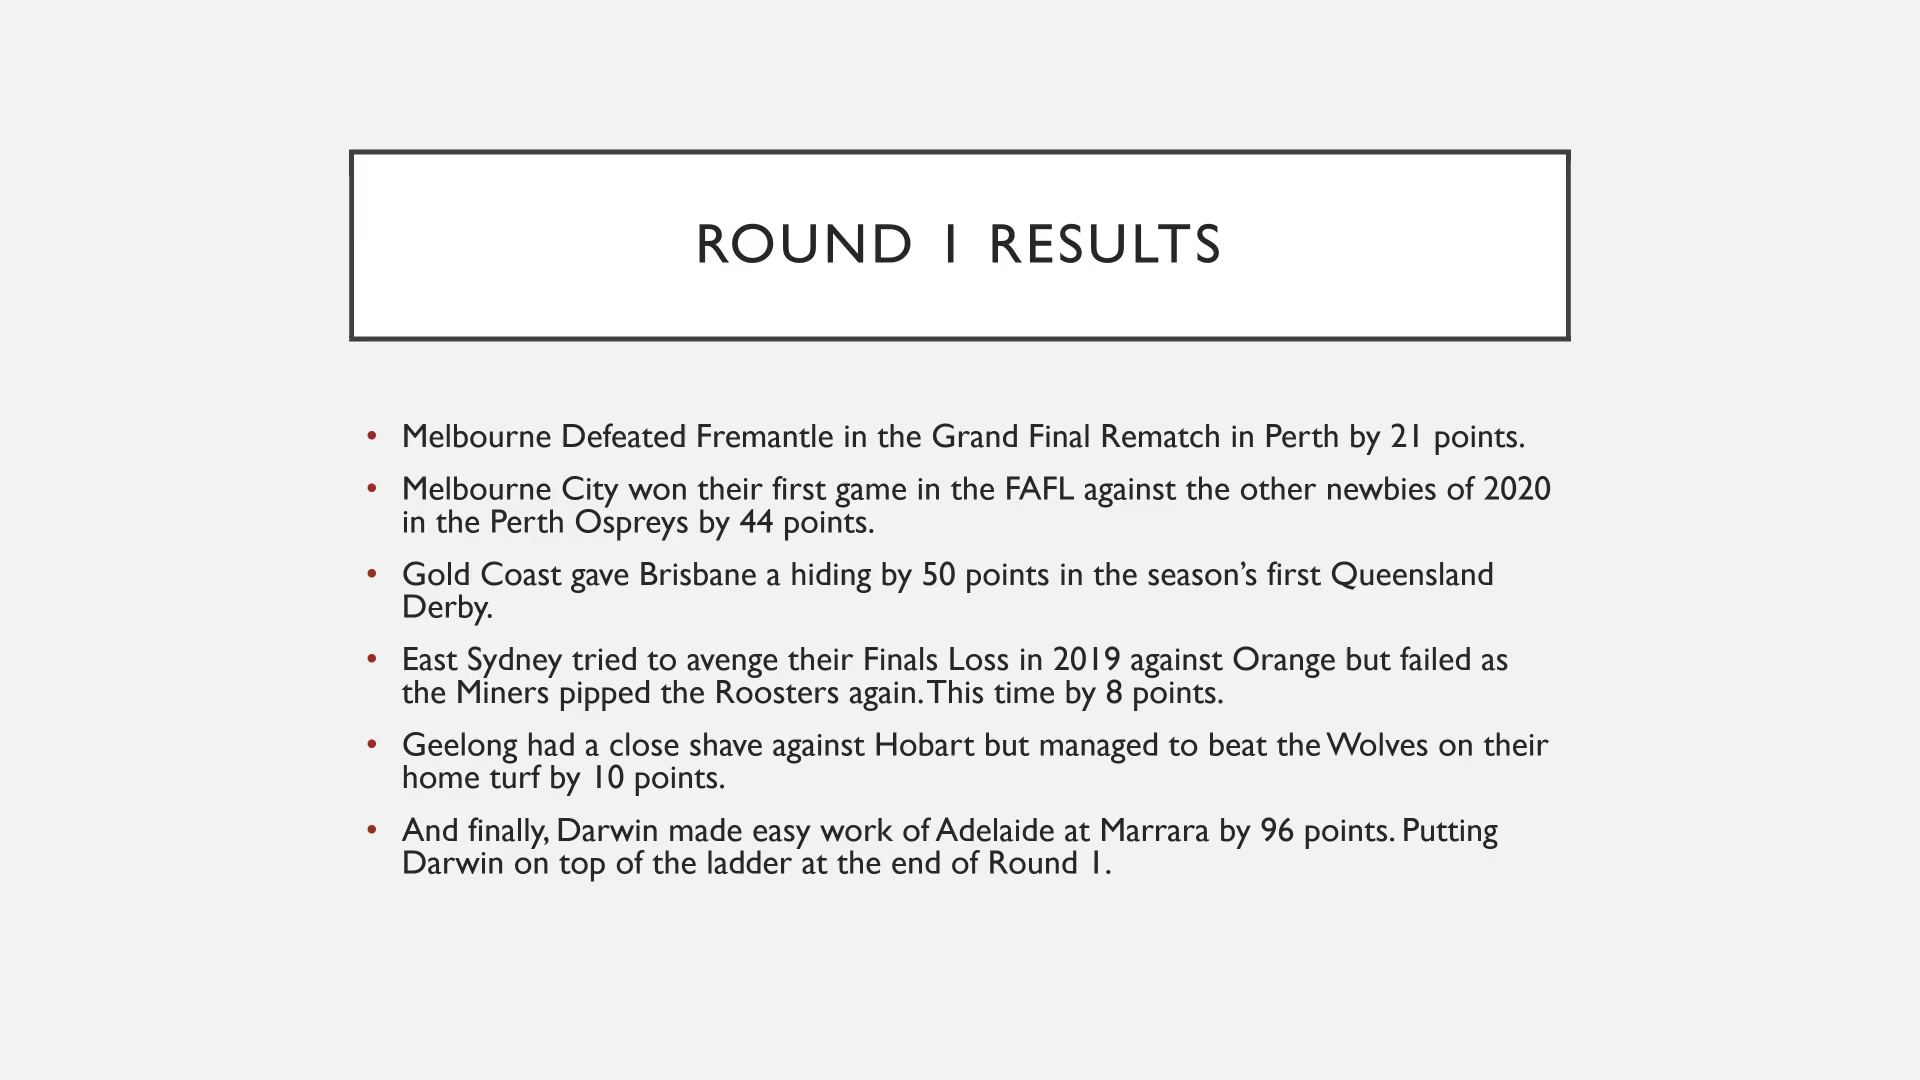 ROUND 1 RESULTS
• Melbourne Defeated Fremantle in the Grand Final Rematch in Perth by 21 points.
• Melbourne City won their first game in the FAFL against the other newbies of 2020
in the Perth Ospreys by 44 points.
• Gold Coast gave Brisbane a hiding by 50 points in the season’s first Queensland
Derby.
• East Sydney tried to avenge their Finals Loss in 2019 against Orange but failed as
the Miners pipped the Roosters again. This time by 8 points.
• Geelong had a close shave against Hobart but managed to beat the Wolves on their
home turf by 10 points.
• And finally, Darwin made easy work of Adelaide at Marrara by 96 points. Putting
Darwin on top of the ladder at the end of Round 1.